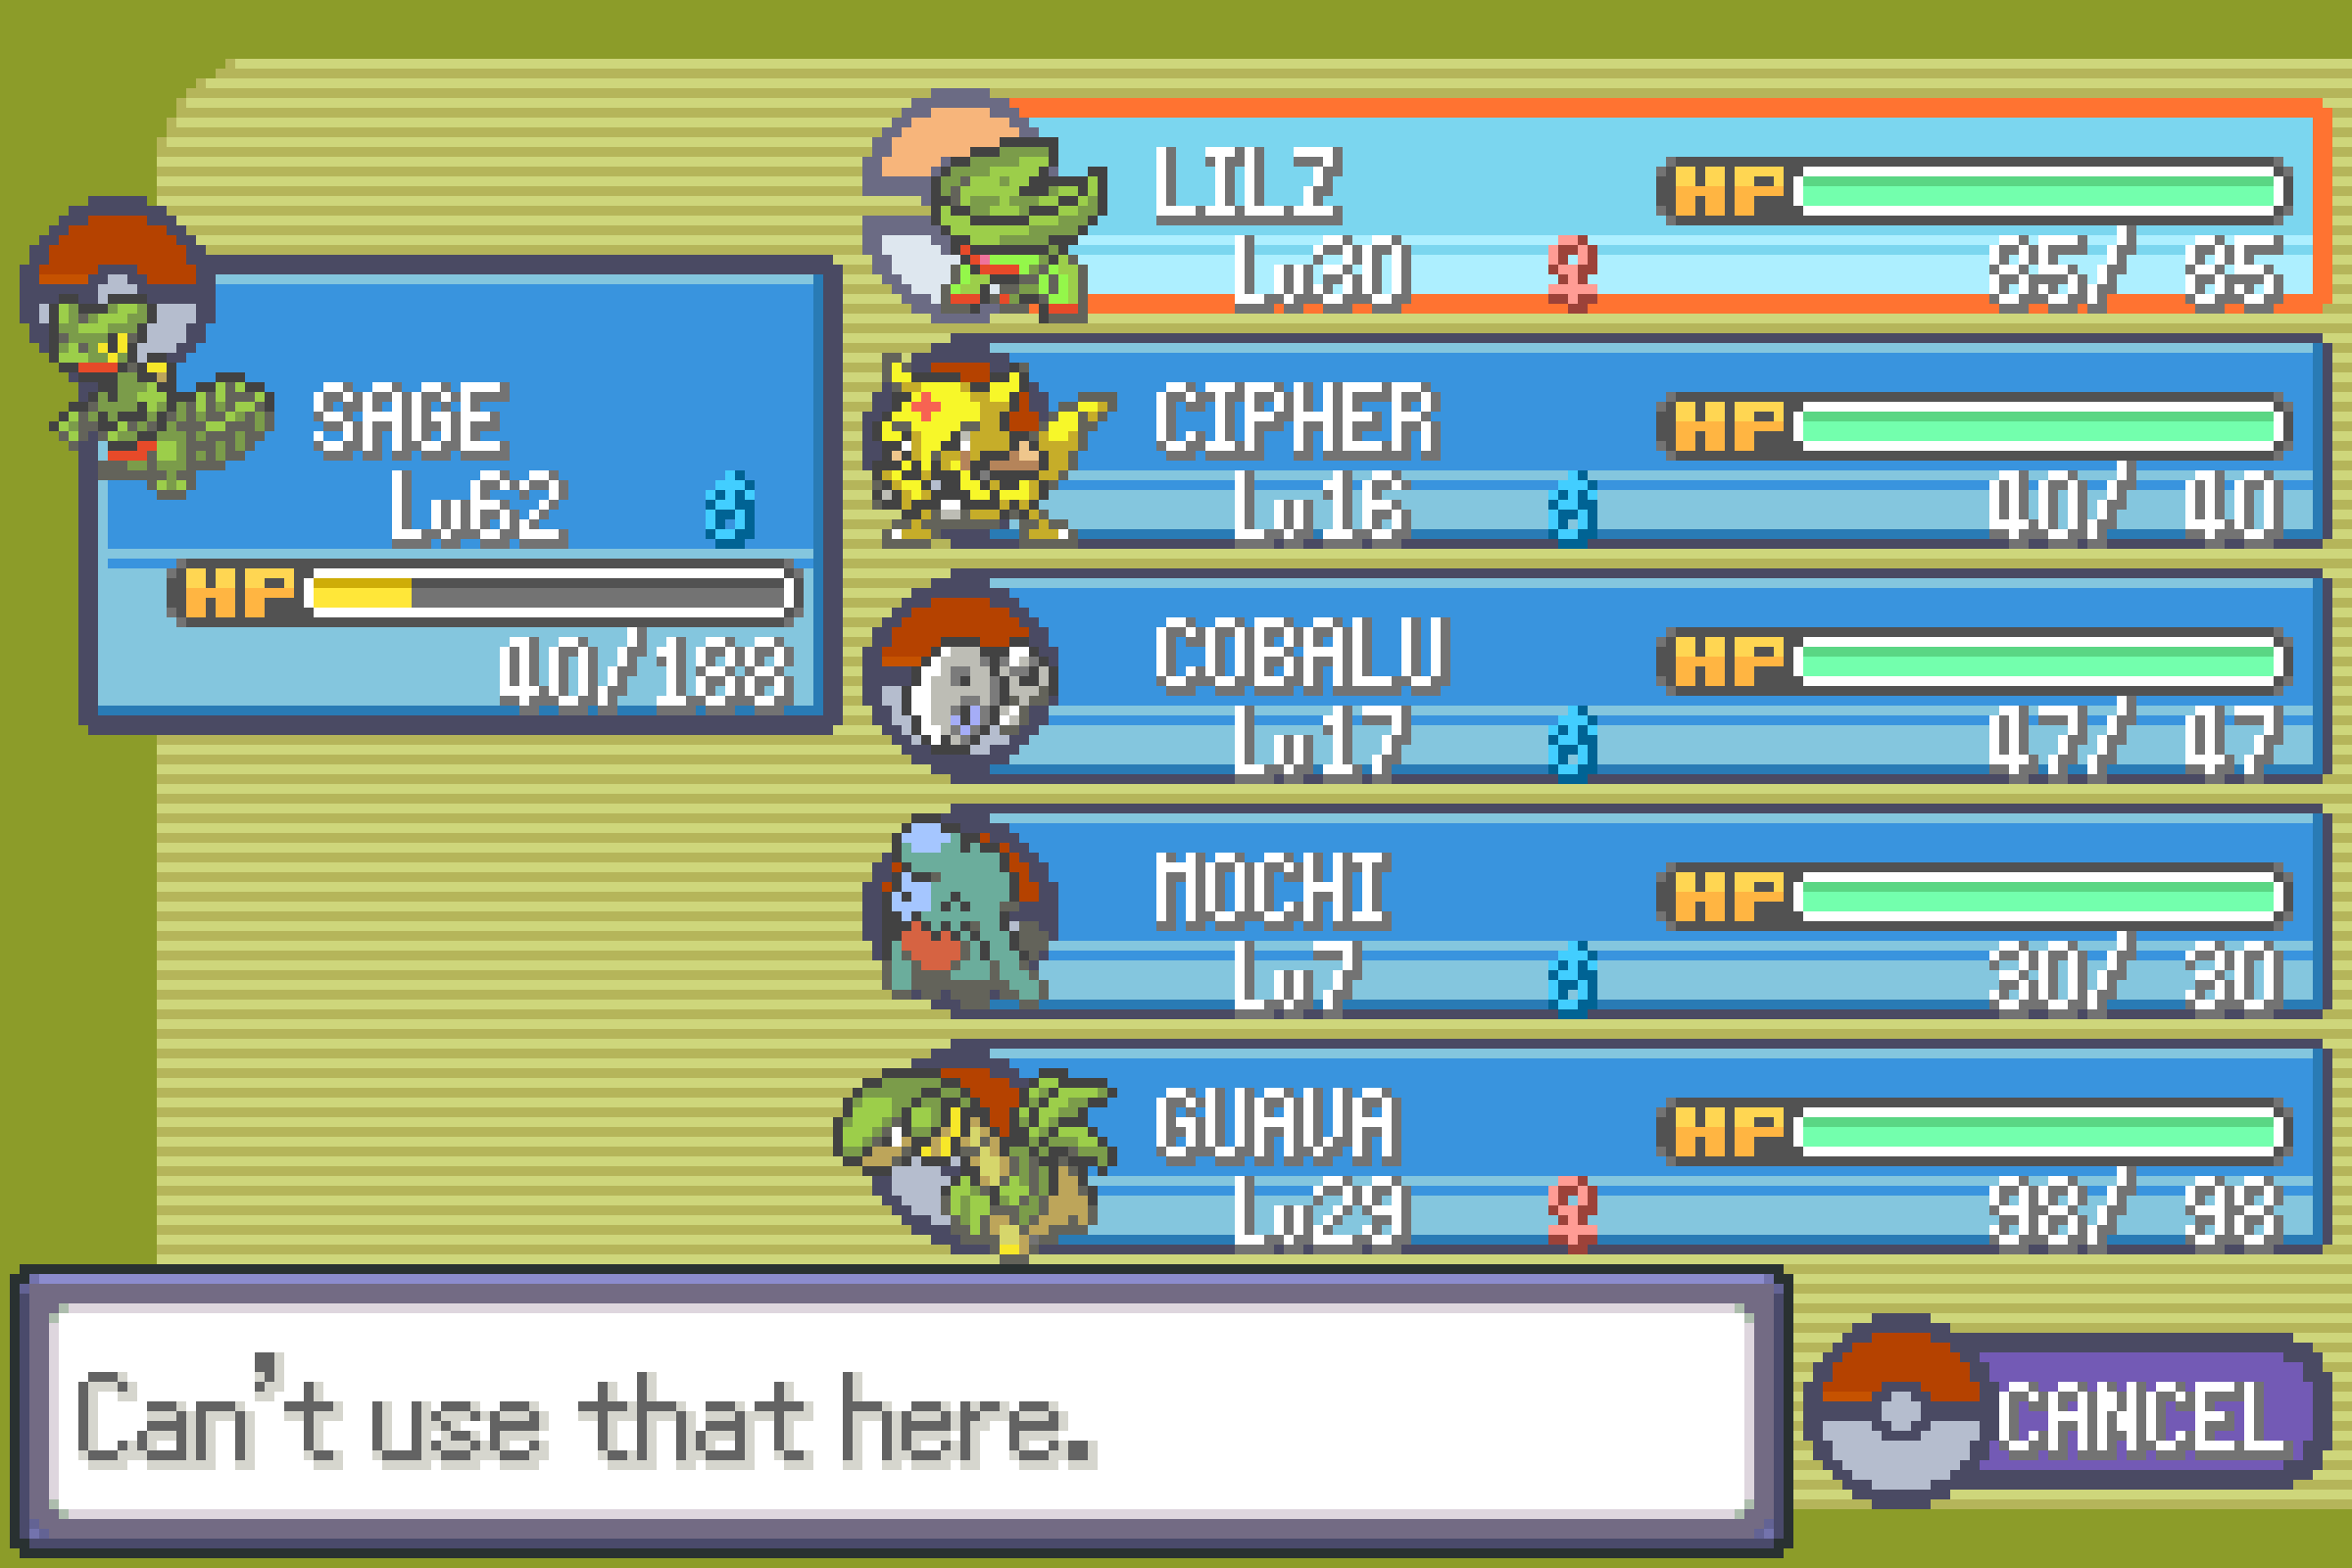 LILZ
Lv30 ♀ 85/ 85
SAGE
Lv62 ♂
HP
40/188
HP
CIPHER
HP
Lv16 ♂ 40/ 40
COBALU
HP
Lv17 ♂ 47/ 47
MOCHI
HP
Lv7 ♂ 30/ 30
GUAVA
HP
Lv29 ♀ 98/ 98
Can't use that here.
CANCEL